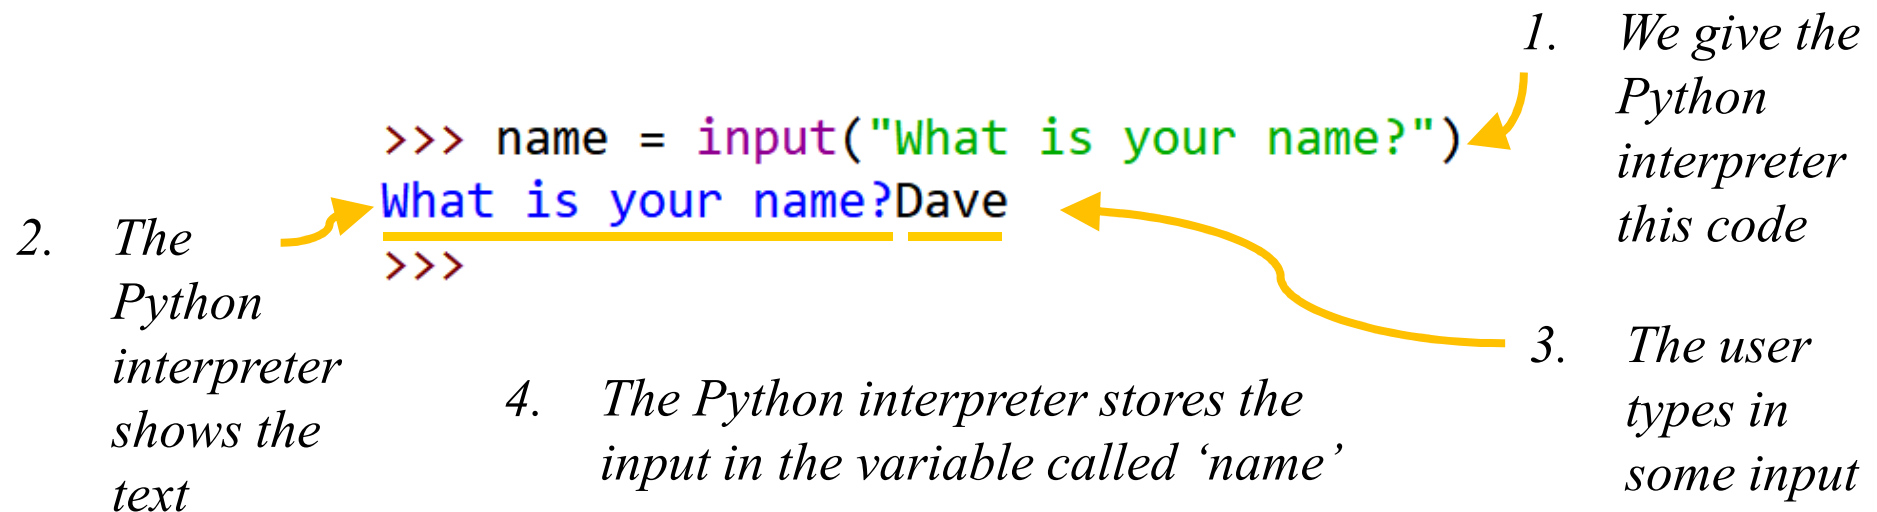 1. We give the
Python
interpreter
this code
>>> name = input("What is your name?")
What is your name?Dave
>>>
2. The
Python
interpreter
shows the
text
3. The user
types in
some input
4. The Python interpreter stores the
input in the variable called ‘name’